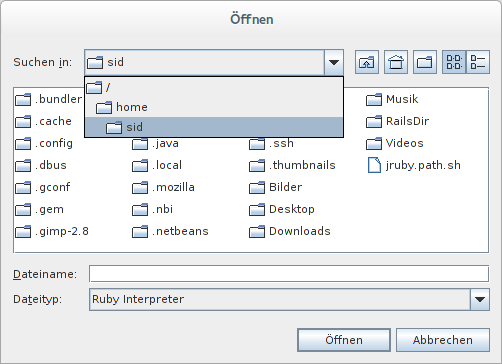 Öffnen
Suchen in: sid
/
home
sid
.bundler
.cache
.config
.dbus
.gconf
.gem
.gimp-2.8
.java
.local
.mozilla
.nbi
.netbeans
.ssh
.thumbnails
Bilder
Desktop
Downloads
Musik
RailsDir
Videos
jruby.path.sh
Dateiname:
Dateityp: Ruby Interpreter
Öffnen Abbrechen